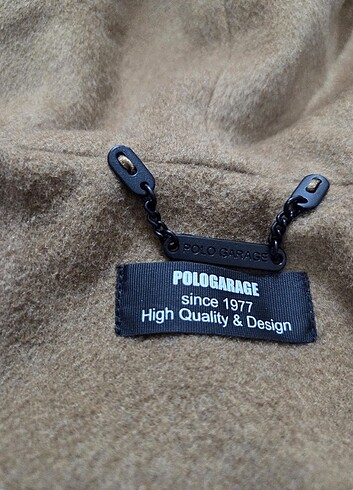 POLO GARAGE
POLOGARAGE
since 1977
High Quality & Design